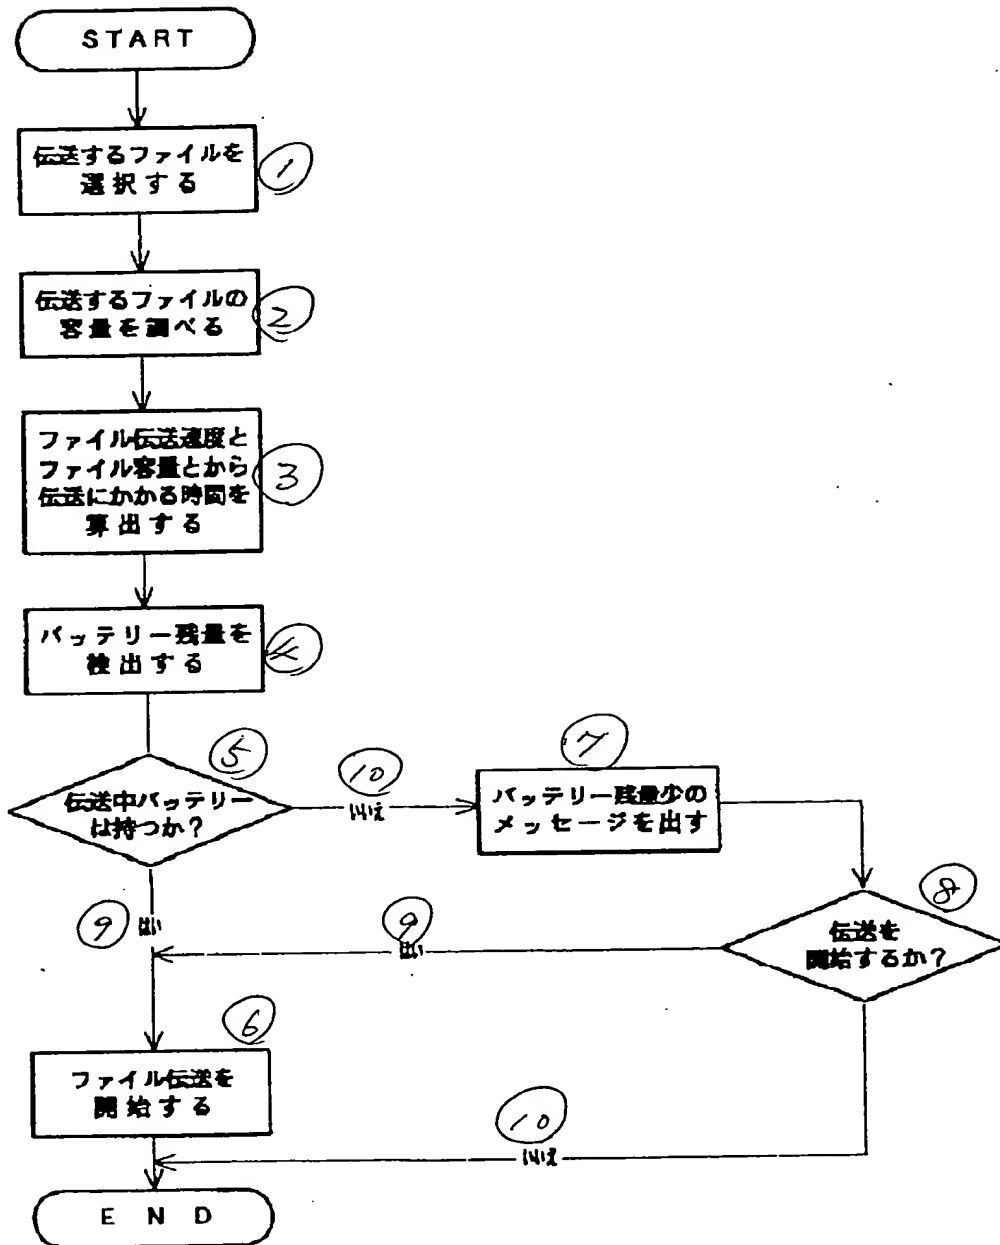 START
伝送するファイルを
選択する
①
伝送するファイルの
容量を調べる
②
ファイル伝送速度と
ファイル容量とから
伝送にかかる時間を
算出する
③
バッテリー残量を
検出する
④
⑤
伝送中バッテリー
は持つか?
⑩
いいえ
⑦
バッテリー残量少の
メッセージを出す
⑧
伝送を
開始するか?
⑨
はい
⑨
はい
⑥
ファイル伝送を
開始する
⑩
いいえ
END